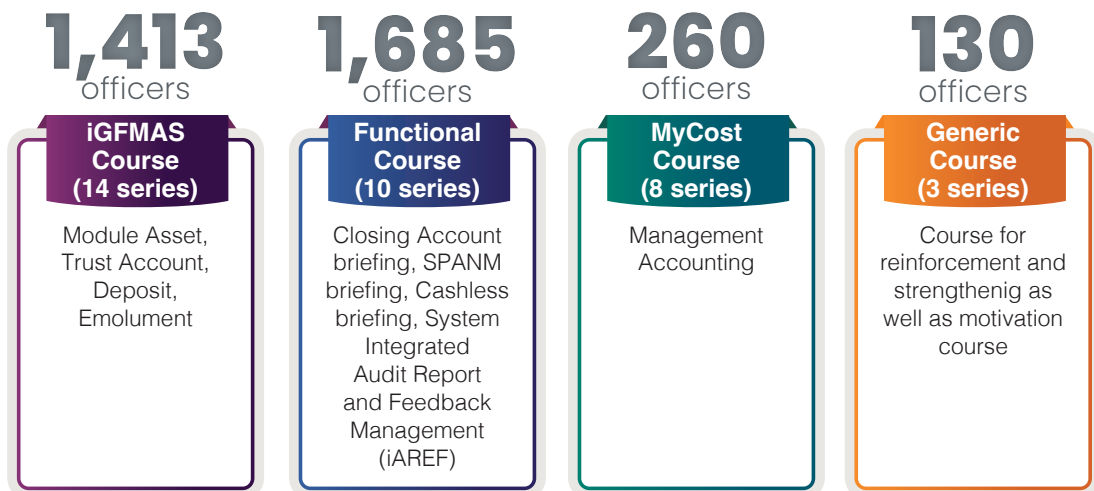 1,413
officers
iGFMAS
Course
(14 series)
Module Asset,
Trust Account,
Deposit,
Emolument
1,685
officers
Functional
Course
(10 series)
Closing Account
briefing, SPANM
briefing, Cashless
briefing, System
Integrated
Audit Report
and Feedback
Management
(iAREF)
260
officers
MyCost
Course
(8 series)
Management
Accounting
130
officers
Generic
Course
(3 series)
Course for
reinforcement and
strengthenig as
well as motivation
course